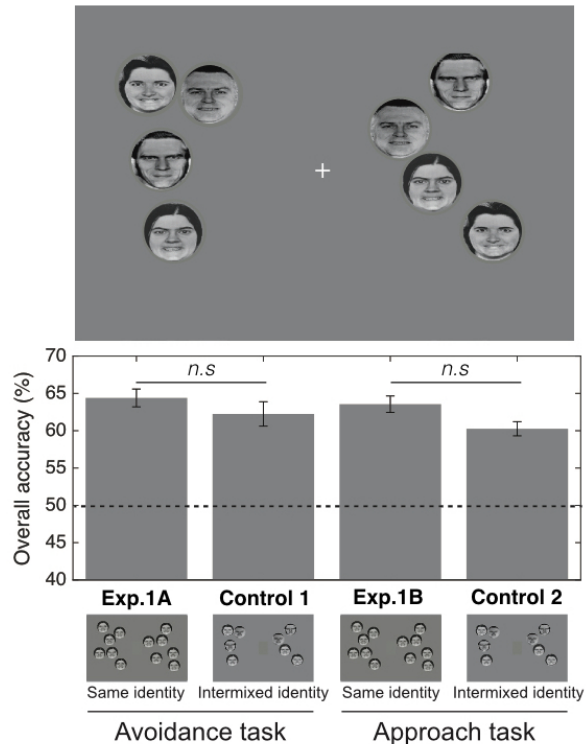 70
n.s
n.s
65
60
55
50
45
40
Overall accuracy (%)
Exp.1A
Control 1
Exp.1B
Control 2
Same identity
Intermixed identity
Same identity
Intermixed identity
Avoidance task
Approach task